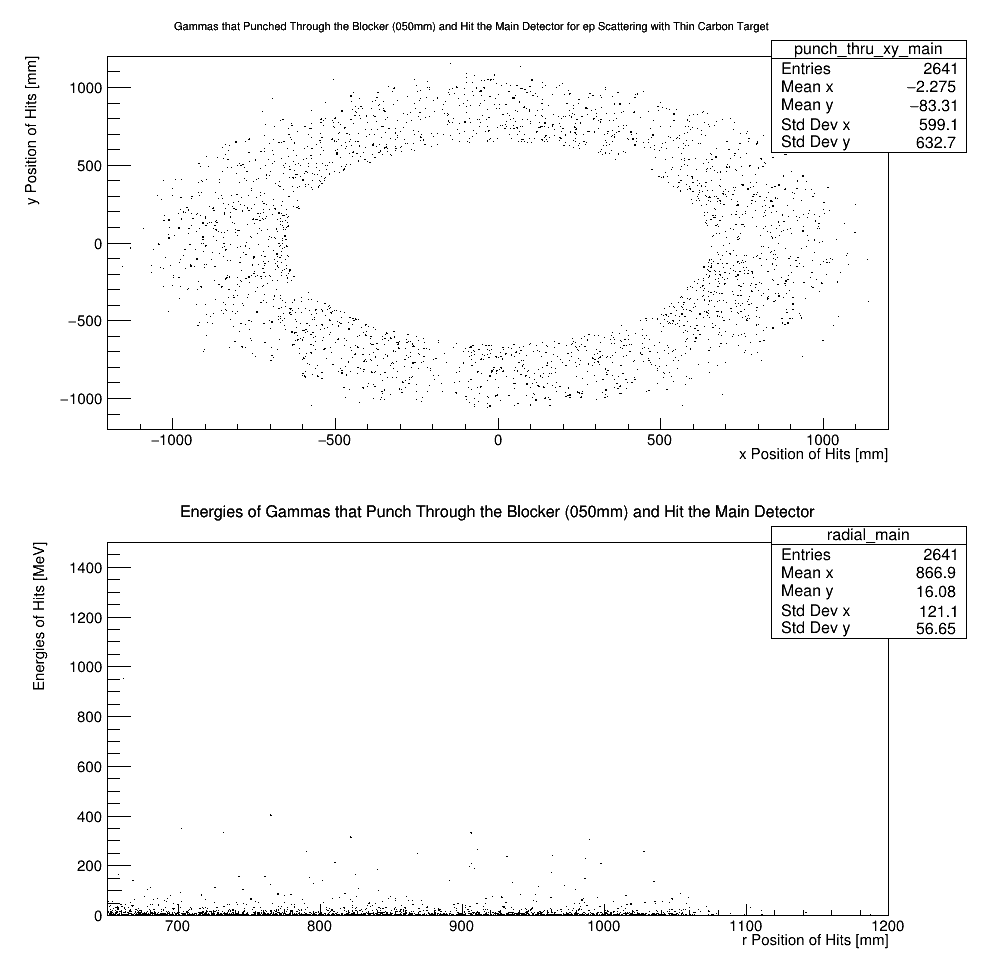 Gammas that Punched Through the Blocker (050mm) and Hit the Main Detector for ep Scattering with Thin Carbon Target
punch_thru_xy_main
Entries 2641
Mean x −2.275
Mean y −83.31
Std Dev x 599.1
Std Dev y 632.7
y Position of Hits [mm]
1000
500
0
−500
−1000
−1000 −500 0 500 1000
x Position of Hits [mm]
Energies of Gammas that Punch Through the Blocker (050mm) and Hit the Main Detector
radial_main
Entries 2641
Mean x 866.9
Mean y 16.08
Std Dev x 121.1
Std Dev y 56.65
Energies of Hits [MeV]
1400
1200
1000
800
600
400
200
0
700 800 900 1000 1100 1200
r Position of Hits [mm]